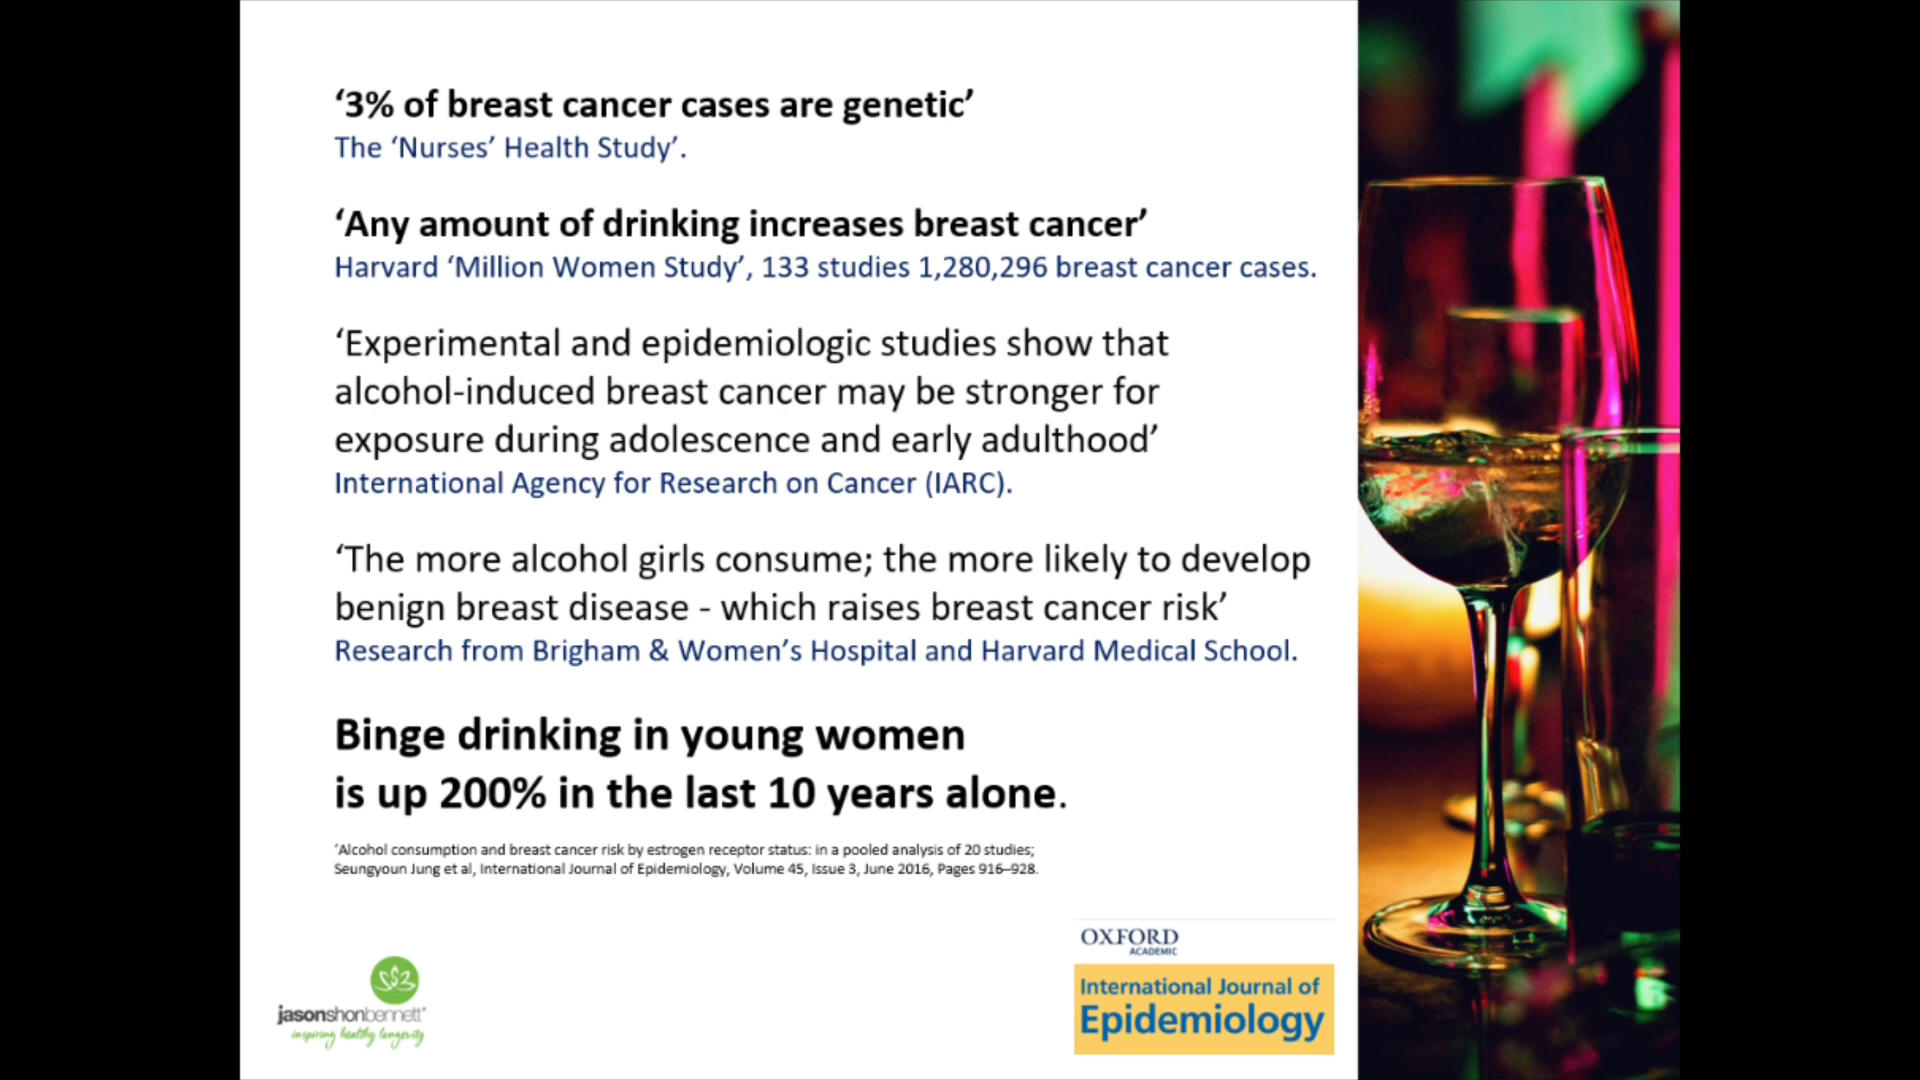 ‘3% of breast cancer cases are genetic’
The ‘Nurses’ Health Study’.
‘Any amount of drinking increases breast cancer’
Harvard ‘Million Women Study’, 133 studies 1,280,296 breast cancer cases.
‘Experimental and epidemiologic studies show that
alcohol-induced breast cancer may be stronger for
exposure during adolescence and early adulthood’
International Agency for Research on Cancer (IARC).
‘The more alcohol girls consume; the more likely to develop
benign breast disease - which raises breast cancer risk’
Research from Brigham & Women’s Hospital and Harvard Medical School.
Binge drinking in young women
is up 200% in the last 10 years alone.
‘Alcohol consumption and breast cancer risk by estrogen receptor status: in a pooled analysis of 20 studies;
Seungyoun Jung et al, International Journal of Epidemiology, Volume 45, Issue 3, June 2016, Pages 916–928.
jasonshonbennett
inspiring healthy longevity
OXFORD
ACADEMIC
International Journal of
Epidemiology